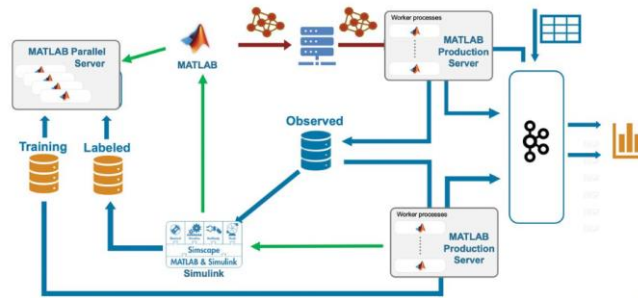 MATLAB Parallel
Server
MATLAB
Worker processes
MATLAB
Production
Server
Training
Labeled
Observed
Simscape
MATLAB & Simulink
Simulink
Worker processes
MATLAB
Production
Server